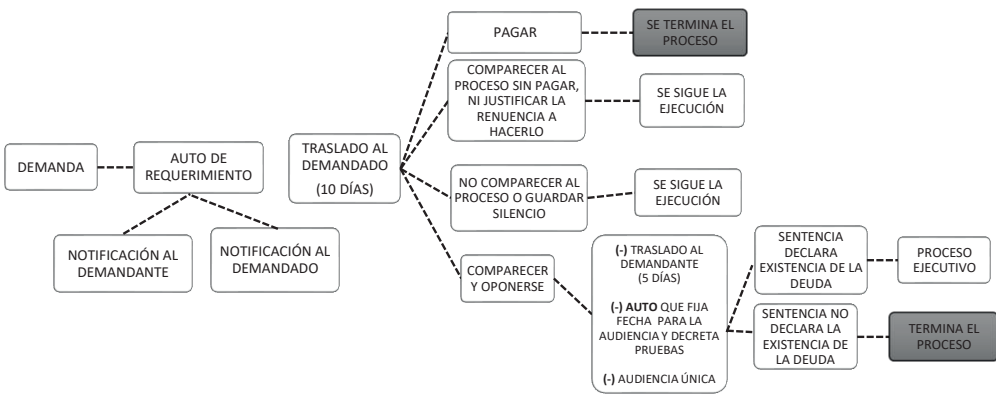 DEMANDA
AUTO DE
REQUERIMIENTO
NOTIFICACIÓN AL
DEMANDANTE
NOTIFICACIÓN AL
DEMANDADO
TRASLADO AL
DEMANDADO
(10 DÍAS)
PAGAR
SE TERMINA EL
PROCESO
COMPARECER AL
PROCESO SIN PAGAR,
NI JUSTIFICAR LA
RENUENCIA A
HACERLO
SE SIGUE LA
EJECUCIÓN
NO COMPARECER AL
PROCESO O GUARDAR
SILENCIO
SE SIGUE LA
EJECUCIÓN
COMPARECER
Y OPONERSE
(-) TRASLADO AL
DEMANDANTE
(5 DÍAS)
(-) AUTO QUE FIJA
FECHA PARA LA
AUDIENCIA Y DECRETA
PRUEBAS
(-) AUDIENCIA ÚNICA
SENTENCIA
DECLARA
EXISTENCIA DE LA
DEUDA
PROCESO
EJECUTIVO
SENTENCIA NO
DECLARA LA
EXISTENCIA DE
LA DEUDA
TERMINA EL
PROCESO